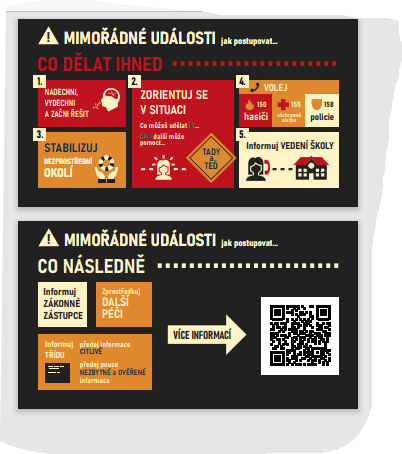 MIMOŘÁDNÉ UDÁLOSTI jak postupovat...
CO DĚLAT IHNED
1.
NADECHNI,
VYDECHNI
A ZAČNI ŘEŠIT
2.
ZORIENTUJ SE
V SITUACI
Co můžeš udělat TY...
KDO další může
pomoct...
TADY
a
TEĎ
3.
STABILIZUJ
BEZPROSTŘEDNÍ
OKOLÍ
4.
VOLEJ
150
hasiči
155
záchranná
služba
158
policie
5.
Informuj VEDENÍ ŠKOLY
MIMOŘÁDNÉ UDÁLOSTI jak postupovat...
CO NÁSLEDNĚ
Informuj
ZÁKONNÉ
ZÁSTUPCE
Zprostředkuj
DALŠÍ
PÉČI
Informuj
TŘÍDU
předej informace
CITLIVĚ
předej pouze
NEZBYTNÉ a OVĚŘENÉ
informace
VÍCE INFORMACÍ